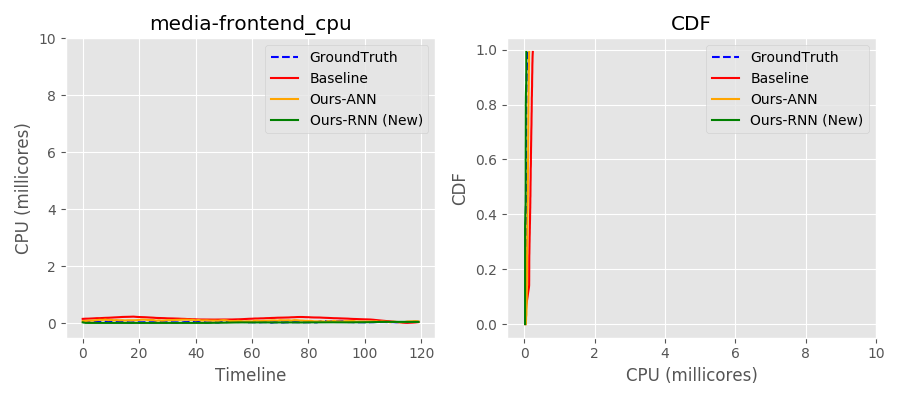 media-frontend_cpu
10
8
6
4
2
0
0 20 40 60 80 100 120
CPU (millicores)
Timeline
GroundTruth
Baseline
Ours-ANN
Ours-RNN (New)
CDF
1.0
0.8
0.6
0.4
0.2
0.0
0 2 4 6 8 10
CDF
CPU (millicores)
GroundTruth
Baseline
Ours-ANN
Ours-RNN (New)